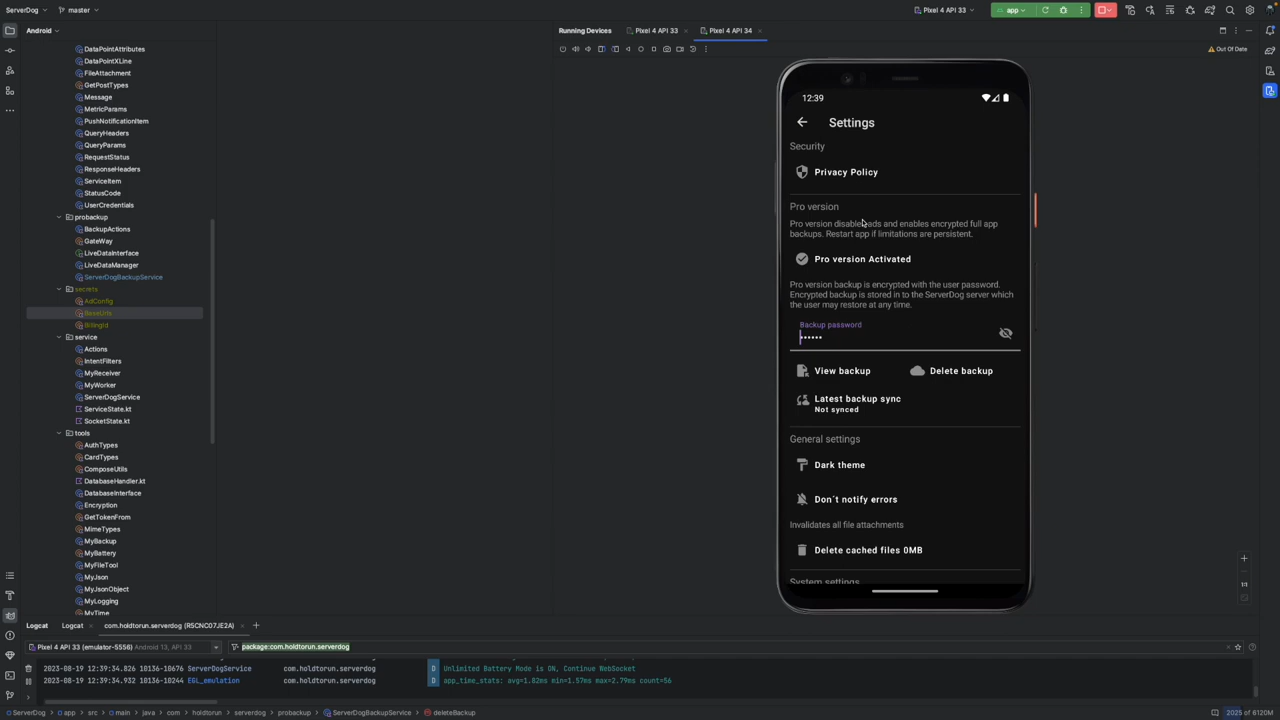 ServerDog
master
Pixel 4 API 33
app
Android
Running Devices
Pixel 4 API 33
Pixel 4 API 34
Out Of Date
DataPointAttributes
DataPointXLine
FileAttachment
GetPostTypes
Message
MetricParams
PushNotificationItem
QueryHeaders
QueryParams
RequestStatus
ResponseHeaders
ServiceItem
StatusCode
UserCredentials
probackup
BackupActions
GateWay
LiveDataInterface
LiveDataManager
ServerDogBackupService
secrets
AdConfig
BaseUrls
BillingId
service
Actions
IntentFilters
MyReceiver
MyWorker
ServerDogService
ServiceState.kt
SocketState.kt
tools
AuthTypes
CardTypes
ComposeUtils
DatabaseHandler.kt
DatabaseInterface
Encryption
GetTokenFrom
MimeTypes
MyBackup
MyBattery
MyFileTool
MyJson
MyJsonObject
MyLogging
MyTime
12:39
Settings
Security
Privacy Policy
Pro version
Pro version disable ads and enables encrypted full app
backups. Restart app if limitations are persistent.
Pro version Activated
Pro version backup is encrypted with the user password.
Encrypted backup is stored in to the ServerDog server which
the user may restore at any time.
Backup password
••••••
View backup
Delete backup
Latest backup sync
Not synced
General settings
Dark theme
Don´t notify errors
Invalidates all file attachments
Delete cached files 0MB
System settings
1:1
Logcat
Logcat
com.holdtorun.serverdog (R5CNC07JE2A)
Pixel 4 API 33 (emulator-5556) Android 13, API 33
package:com.holdtorun.serverdog
2023-08-19 12:39:34.826 10136-10676 ServerDogService com.holdtorun.serverdog D Unlimited Battery Mode is ON, Continue WebSocket
2023-08-19 12:39:34.932 10136-10244 EGL_emulation com.holdtorun.serverdog D app_time_stats: avg=1.82ms min=1.57ms max=2.79ms count=56
ServerDog > app > src > main > java > com > holdtorun > serverdog > probackup > ServerDogBackupService > deleteBackup
2025 of 6120M